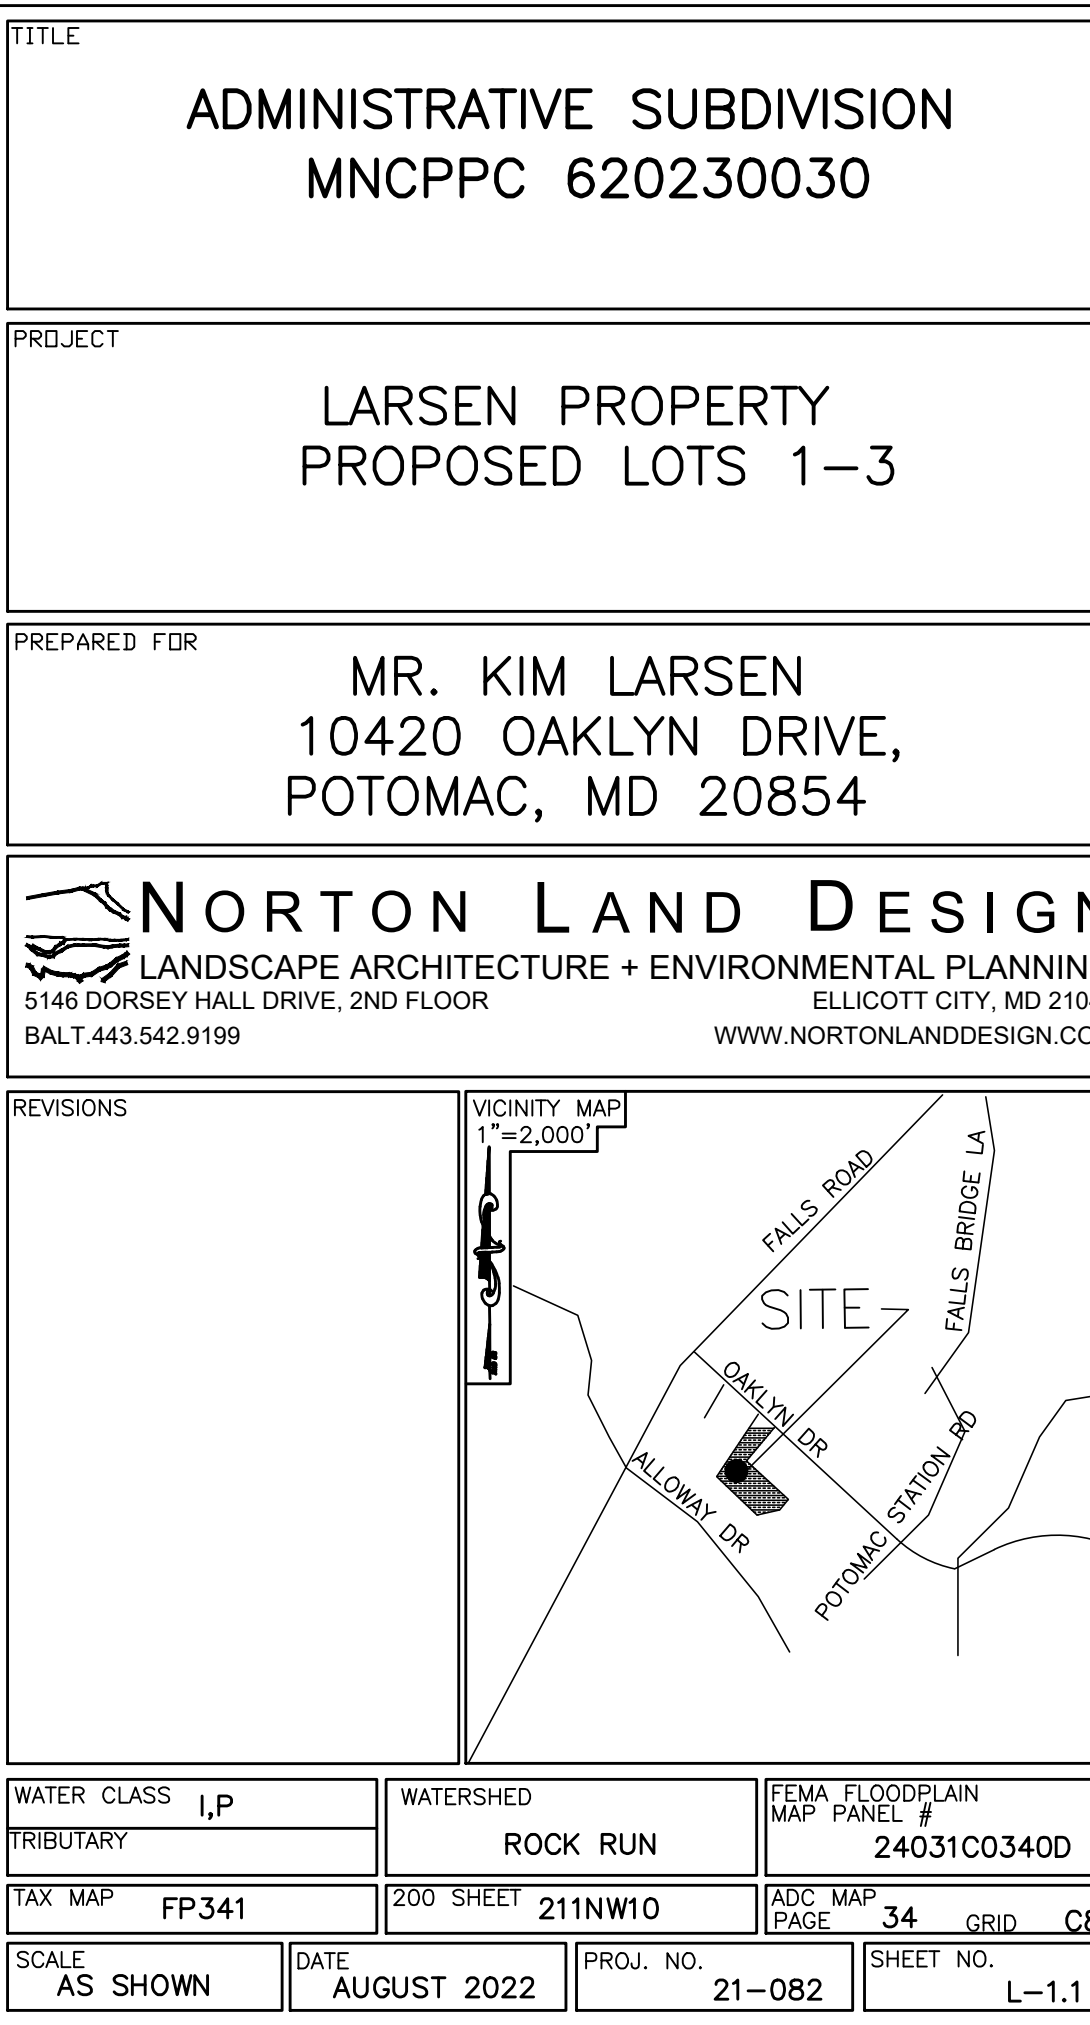 TITLE
ADMINISTRATIVE SUBDIVISION
MNCPPC 620230030
PROJECT
LARSEN PROPERTY
PROPOSED LOTS 1-3
PREPARED FOR
MR. KIM LARSEN
10420 OAKLYN DRIVE,
POTOMAC, MD 20854
NORTON LAND DESIGN
LANDSCAPE ARCHITECTURE + ENVIRONMENTAL PLANNIN
5146 DORSEY HALL DRIVE, 2ND FLOOR ELLICOTT CITY, MD 2104
BALT.443.542.9199 WWW.NORTONLANDDESIGN.CO
REVISIONS
VICINITY MAP
1"=2,000'
FALLS ROAD
FALLS BRIDGE LA
SITE
OAKLYN DR
ALLOWAY DR
POTOMAC STATION RD
WATER CLASS I,P
TRIBUTARY
WATERSHED
ROCK RUN
FEMA FLOODPLAIN
MAP PANEL #
24031C0340D
TAX MAP FP341
200 SHEET 211NW10
ADC MAP
PAGE 34 GRID C8
SCALE
AS SHOWN
DATE
AUGUST 2022
PROJ. NO.
21-082
SHEET NO.
L-1.1